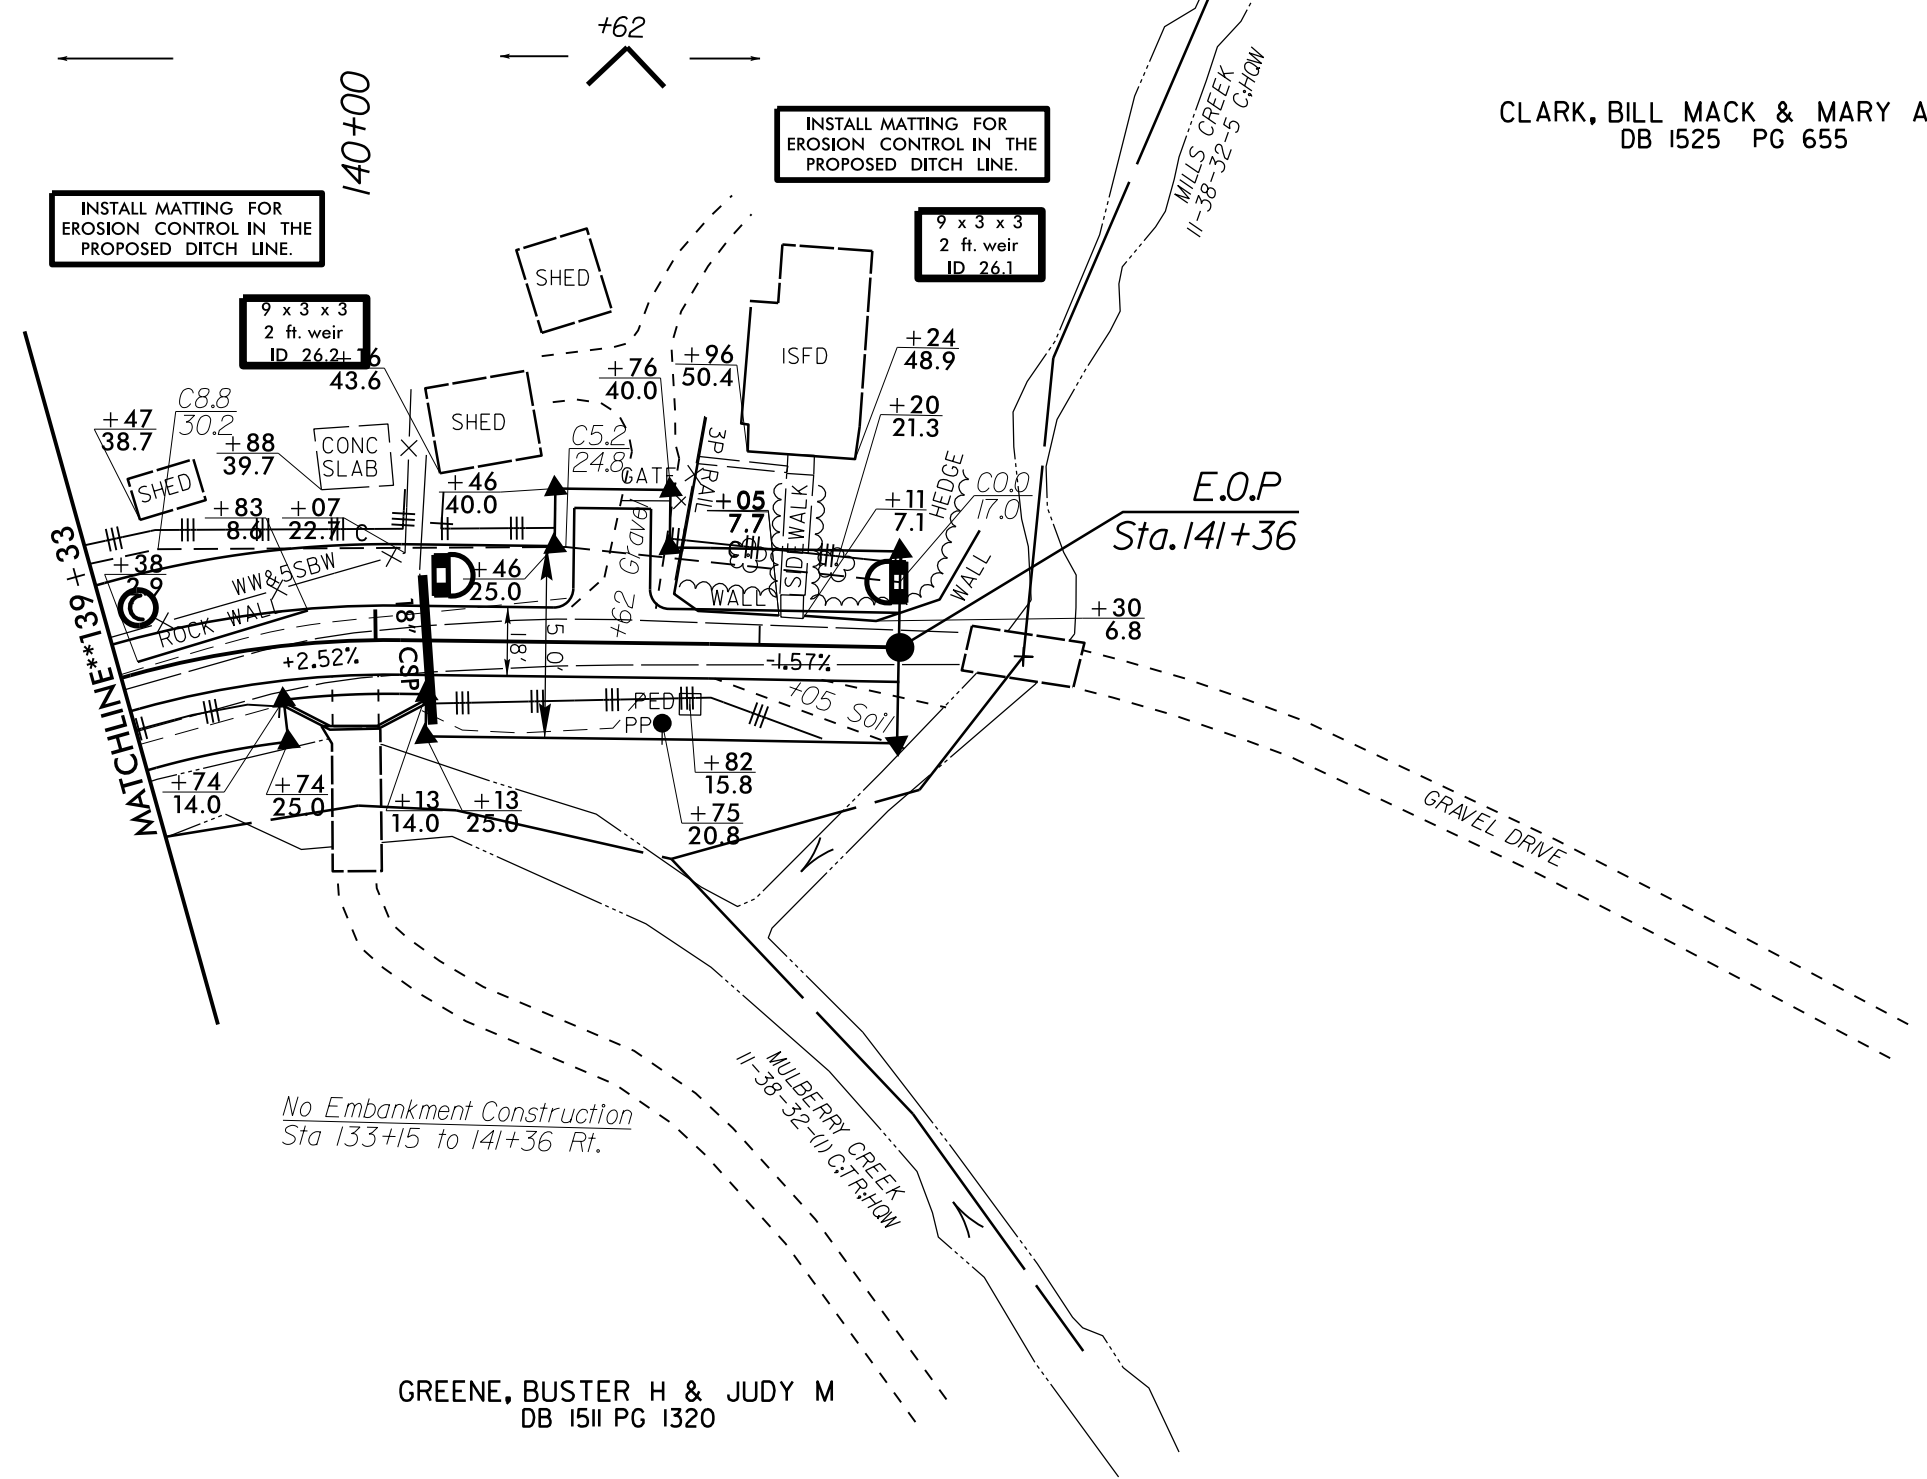 +62
140+00
INSTALL MATTING FOR
EROSION CONTROL IN THE
PROPOSED DITCH LINE.
CLARK, BILL MACK & MARY A
DB 1525 PG 655
MILLS CREEK
11-38-32-5 C;HQW
INSTALL MATTING FOR
EROSION CONTROL IN THE
PROPOSED DITCH LINE.
9 x 3 x 3
2 ft. weir
ID 26.1
SHED
9 x 3 x 3
2 ft. weir
ID 26.2
+16
43.6
+76
40.0
+96
50.4
ISFD
+24
48.9
C8.8
30.2
+47
38.7
+88
39.7
CONC
SLAB
SHED
C5.2
24.8
GATE
3P RAIL
+20
21.3
HEDGE
C0.0
17.0
E.O.P
Sta.141+36
SHED
+46
40.0
+83
8.6
+07
22.7
C
+05
7.7
SIDEWALK
+11
7.1
+62 Gravel
+38
2.9
WW&5SBW
ROCK WALL
+46
25.0
WALL
WALL
+30
6.8
MATCHLINE**139+33
+2.52%
18" CSP
18'
50'
-1.57%
+05 Soil
PED
PP
+74
14.0
+74
25.0
+13
14.0
+13
25.0
+82
15.8
+75
20.8
GRAVEL DRIVE
No Embankment Construction
Sta 133+15 to 141+36 Rt.
MULBERRY CREEK
11-38-32-(1) C;TR;HQW
GREENE, BUSTER H & JUDY M
DB 1511 PG 1320